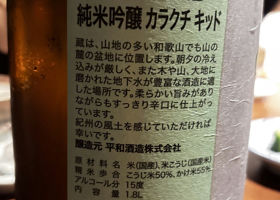 純米吟醸 カラクチ キッド
蔵は、山地の多い和歌山でも山の
麓の盆地に位置します。朝夕の冷え
込みが厳しく、また木や山、大地に
磨かれた地下水が豊富な酒造に適
した場所です。柔らかい旨みがあり
ながらもすっきり辛口に仕上がって
います。
紀州の風土を感じていただければ
幸いです。
醸造元 平和酒造株式会社
原材料名 米(国産)、米こうじ(国産米)
精米歩合 こうじ米50%、かけ米55%
アルコール分 15度
内容量 1.8L